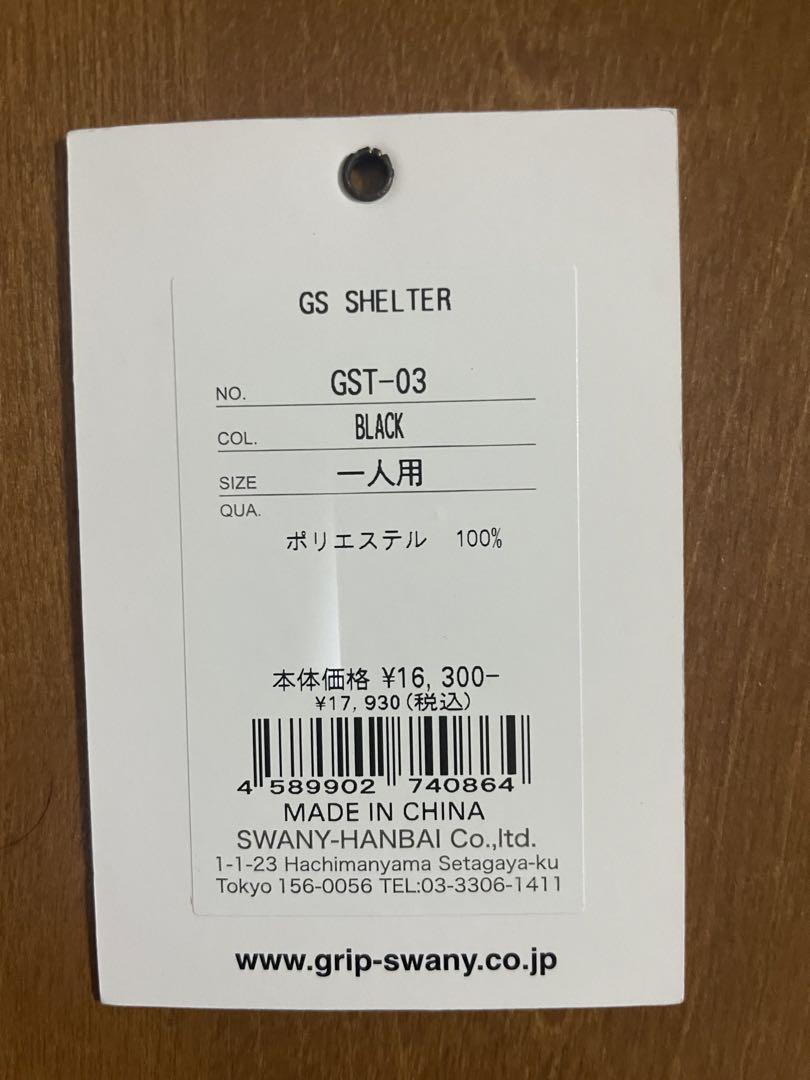 GS SHELTER
NO. GST-03
COL. BLACK
SIZE 一人用
QUA.
ポリエステル 100%
本体価格 ¥16,300-
¥17,930(税込)
4 589902 740864
MADE IN CHINA
SWANY-HANBAI Co.,ltd.
1-1-23 Hachimanyama Setagaya-ku
Tokyo 156-0056 TEL:03-3306-1411
www.grip-swany.co.jp